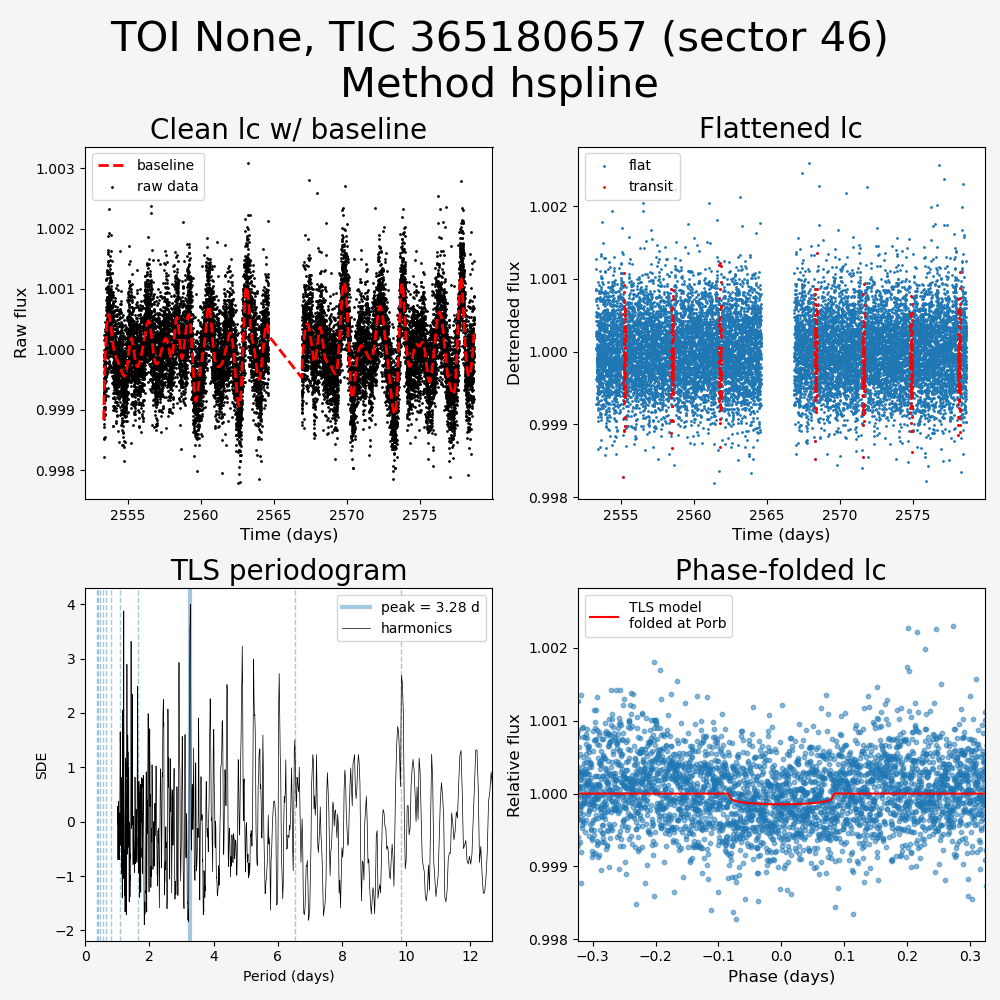 TOI None, TIC 365180657 (sector 46)
Method hspline
Clean lc w/ baseline
baseline
raw data
1.003
1.002
1.001
1.000
0.999
0.998
Raw flux
2555 2560 2565 2570 2575
Time (days)
Flattened lc
flat
transit
1.002
1.001
1.000
0.999
0.998
Detrended flux
2555 2560 2565 2570 2575
Time (days)
TLS periodogram
peak = 3.28 d
harmonics
4
3
2
1
0
−1
−2
SDE
0 2 4 6 8 10 12
Period (days)
Phase-folded lc
TLS model
folded at Porb
1.002
1.001
1.000
0.999
0.998
Relative flux
−0.3 −0.2 −0.1 0.0 0.1 0.2 0.3
Phase (days)